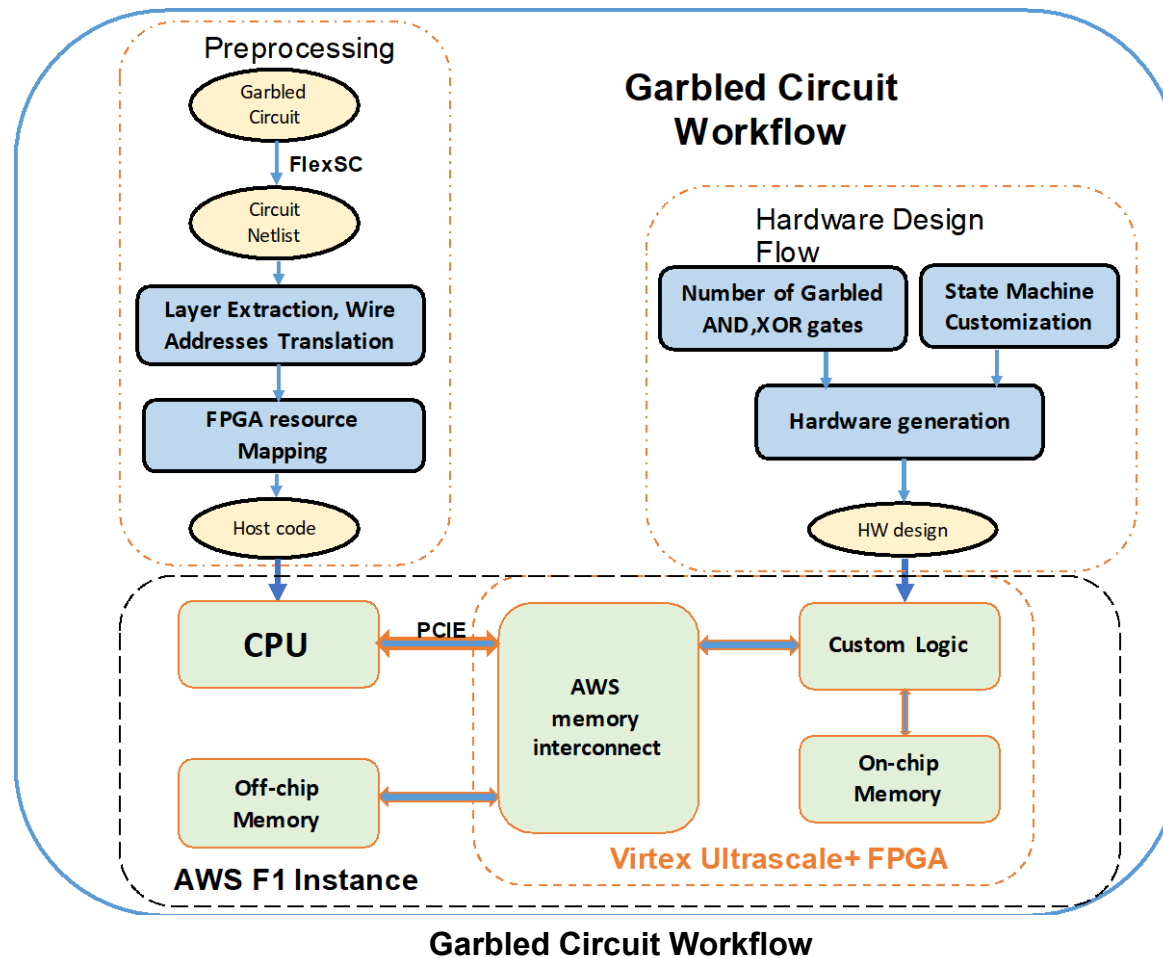 Preprocessing
Garbled
Circuit
FlexSC
Circuit
Netlist
Layer Extraction, Wire
Addresses Translation
FPGA resource
Mapping
Host code
Garbled Circuit
Workflow
Hardware Design
Flow
Number of Garbled
AND,XOR gates
State Machine
Customization
Hardware generation
HW design
CPU
PCIE
AWS
memory
interconnect
Custom Logic
Off-chip
Memory
On-chip
Memory
Virtex Ultrascale+ FPGA
AWS F1 Instance
Garbled Circuit Workflow